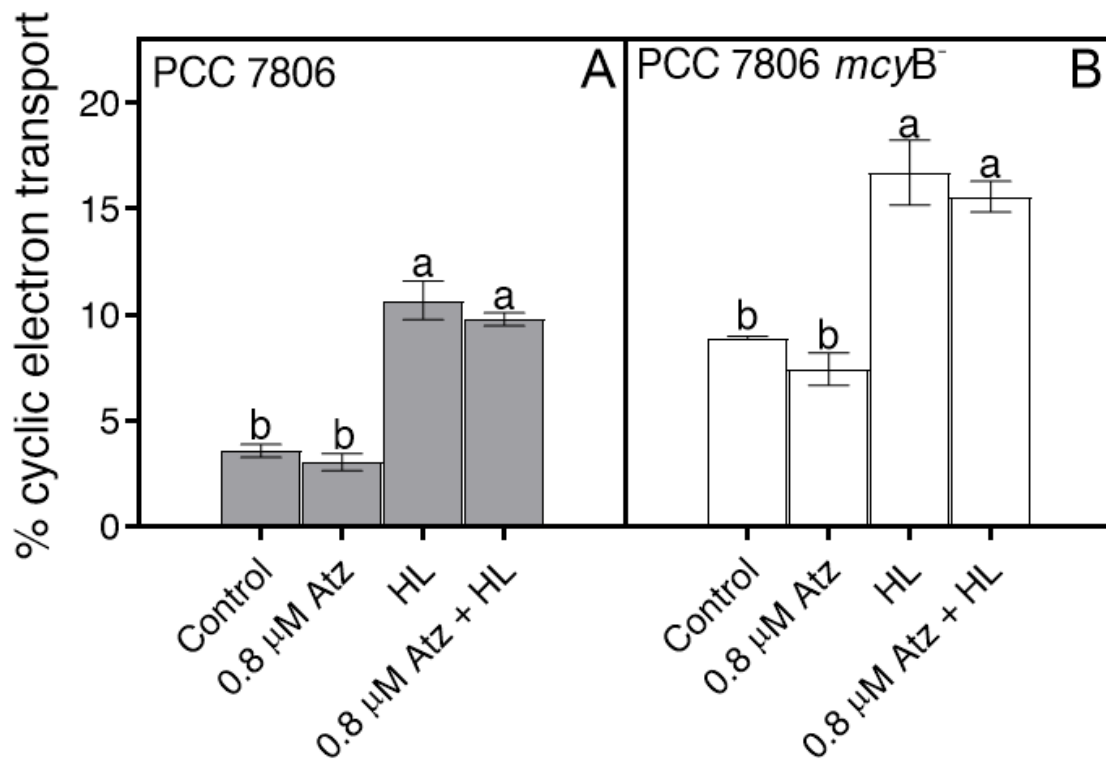 % cyclic electron transport
PCC 7806
A
20
15
10
5
0
b
b
a
a
Control
0.8 μM Atz
HL
0.8 μM Atz + HL
PCC 7806 mcyB⁻
B
b
b
a
a
Control
0.8 μM Atz
HL
0.8 μM Atz + HL